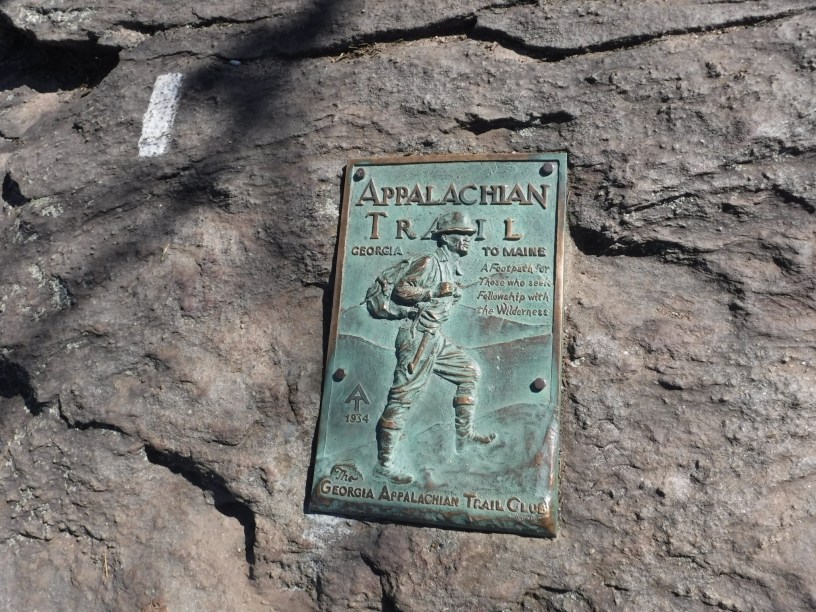 APPALACHIAN
TRAIL
GEORGIA TO MAINE
A Footpath for
Those who seek
Fellowship with
the Wilderness
1934
The
GEORGIA APPALACHIAN TRAIL CLUB